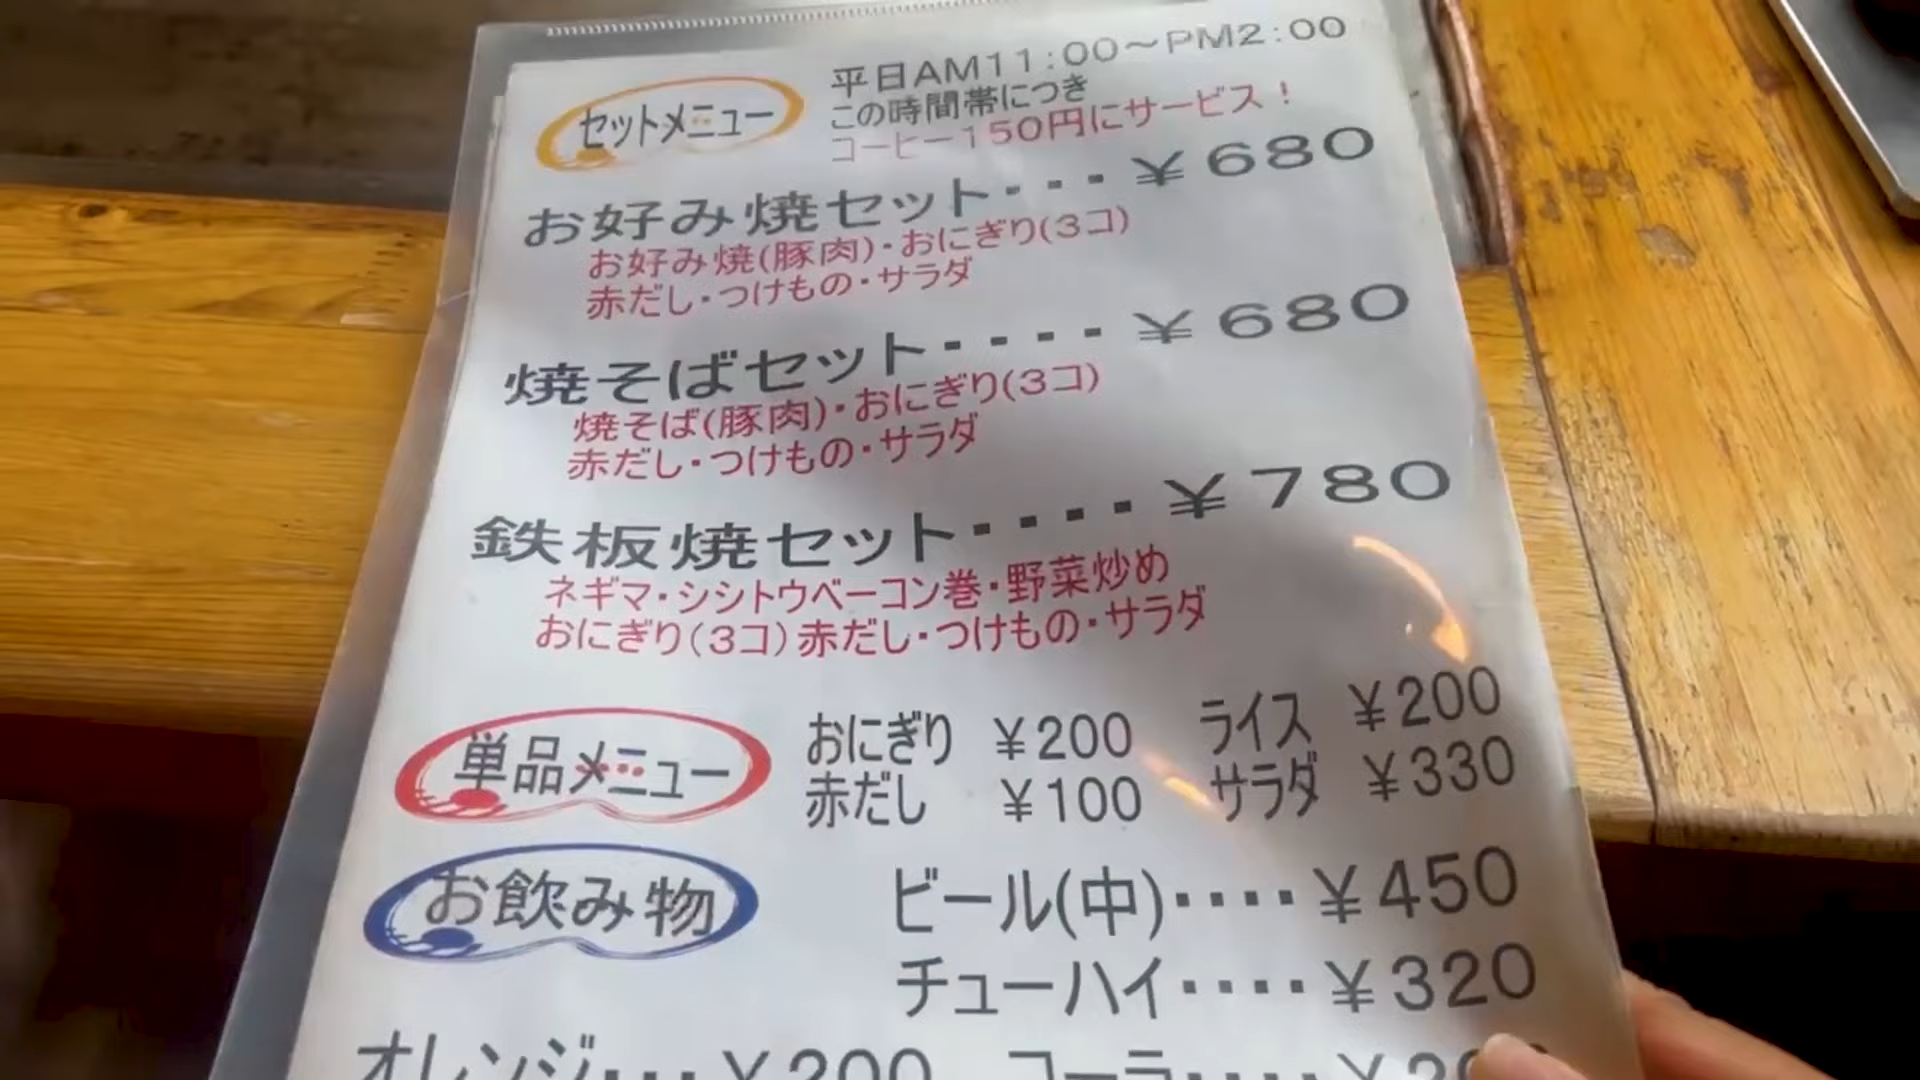 セットメニュー
平日AM11:00～PM2:00
この時間帯につき
コーヒー150円にサービス！
お好み焼セット・・・￥680
お好み焼(豚肉)・おにぎり(3コ)
赤だし・つけもの・サラダ
焼そばセット・・・・￥680
焼そば(豚肉)・おにぎり(3コ)
赤だし・つけもの・サラダ
鉄板焼セット・・・・￥780
ネギマ・シシトウベーコン巻・野菜炒め
おにぎり(3コ)赤だし・つけもの・サラダ
単品メニュー
おにぎり ￥200 ライス ￥200
赤だし ￥100 サラダ ￥330
お飲み物
ビール(中)・・・・￥450
チューハイ・・・・￥320
オレンジ・・・￥200 コーラ・・・・￥